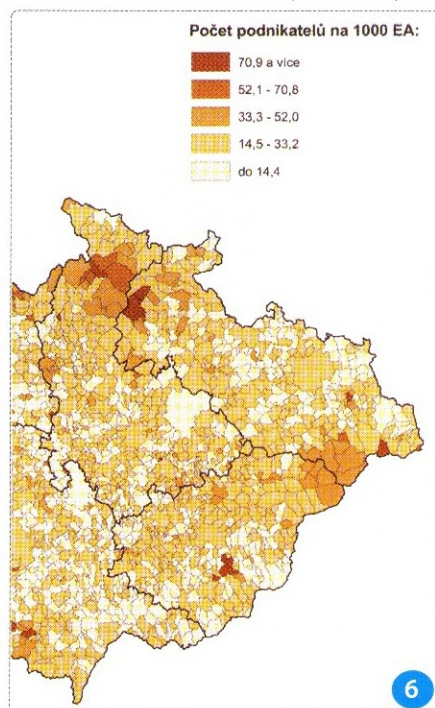 Počet podnikatelů na 1000 EA:
70,9 a více
52,1 - 70,8
33,3 - 52,0
14,5 - 33,2
do 14,4
6